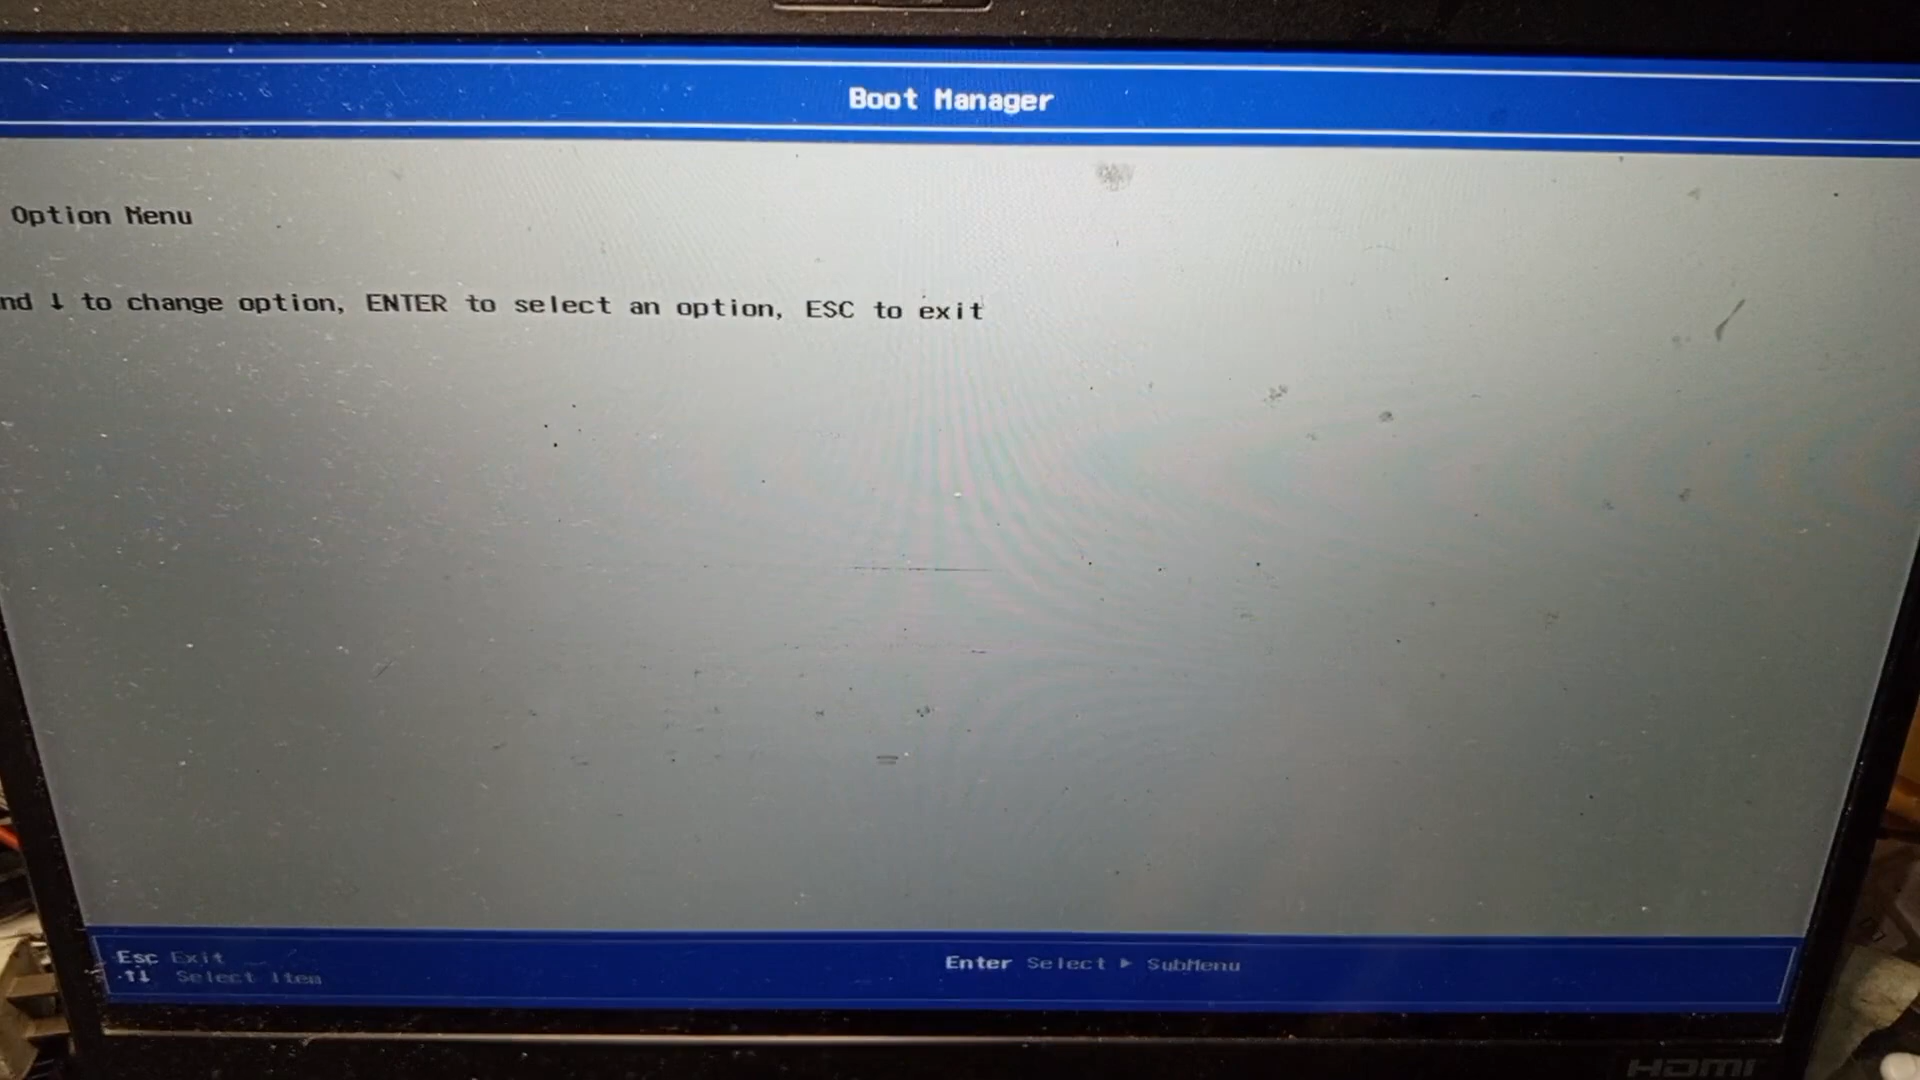 Boot Manager
Option Menu
nd ↓ to change option, ENTER to select an option, ESC to exit
Esc Exit
↑↓ Select Item
Enter Select ► SubMenu
HDMI